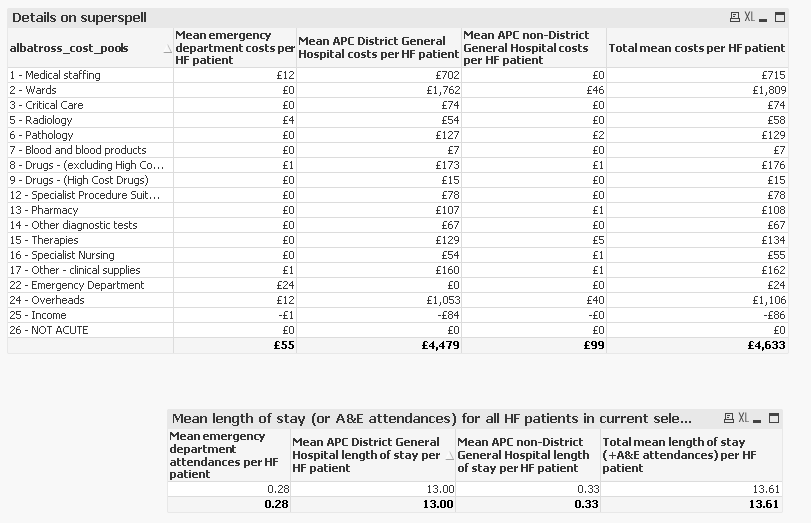 Details on superspell XL
albatross_cost_pools Mean emergency department costs per HF patient Mean APC District General Hospital costs per HF patient Mean APC non-District General Hospital costs per HF patient Total mean costs per HF patient
1 - Medical staffing £12 £702 £0 £715
2 - Wards £0 £1,762 £46 £1,809
3 - Critical Care £0 £74 £0 £74
5 - Radiology £4 £54 £0 £58
6 - Pathology £0 £127 £2 £129
7 - Blood and blood products £0 £7 £0 £7
8 - Drugs - (excluding High Co... £1 £173 £1 £176
9 - Drugs - (High Cost Drugs) £0 £15 £0 £15
12 - Specialist Procedure Suit... £0 £78 £0 £78
13 - Pharmacy £0 £107 £1 £108
14 - Other diagnostic tests £0 £67 £0 £67
15 - Therapies £0 £129 £5 £134
16 - Specialist Nursing £0 £54 £1 £55
17 - Other - clinical supplies £1 £160 £1 £162
22 - Emergency Department £24 £0 £0 £24
24 - Overheads £12 £1,053 £40 £1,106
25 - Income -£1 -£84 -£0 -£86
26 - NOT ACUTE £0 £0 £0 £0
£55 £4,479 £99 £4,633
Mean length of stay (or A&E attendances) for all HF patients in current sele... XL
Mean emergency department attendances per HF patient Mean APC District General Hospital length of stay per HF patient Mean APC non-District General Hospital length of stay per HF patient Total mean length of stay (+A&E attendances) per HF patient
0.28 13.00 0.33 13.61
0.28 13.00 0.33 13.61